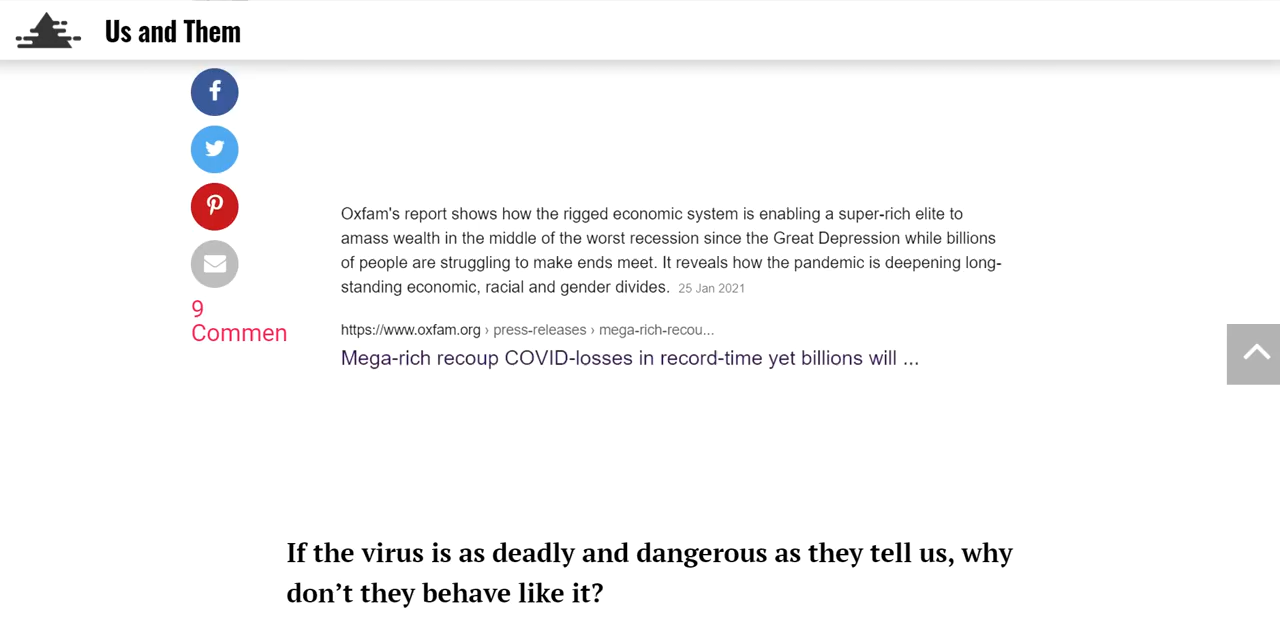 Us and Them
9
Commen
Oxfam's report shows how the rigged economic system is enabling a super-rich elite to
amass wealth in the middle of the worst recession since the Great Depression while billions
of people are struggling to make ends meet. It reveals how the pandemic is deepening long-
standing economic, racial and gender divides. 25 Jan 2021
https://www.oxfam.org › press-releases › mega-rich-recou...
Mega-rich recoup COVID-losses in record-time yet billions will ...
If the virus is as deadly and dangerous as they tell us, why
don’t they behave like it?